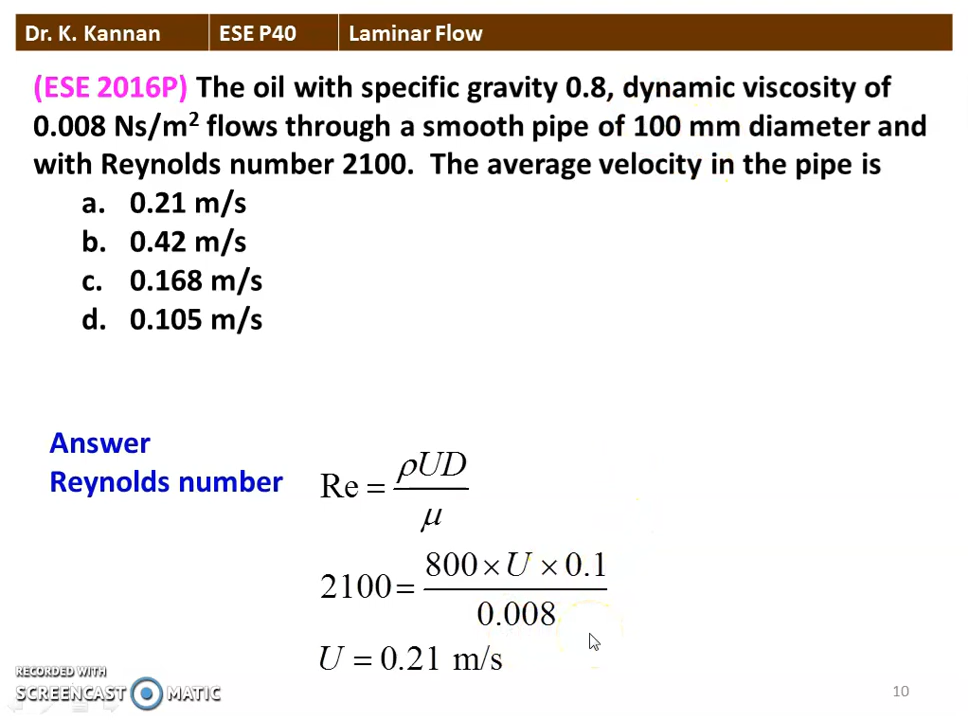 Dr. K. Kannan ESE P40 Laminar Flow
(ESE 2016P) The oil with specific gravity 0.8, dynamic viscosity of
0.008 Ns/m² flows through a smooth pipe of 100 mm diameter and
with Reynolds number 2100. The average velocity in the pipe is
a. 0.21 m/s
b. 0.42 m/s
c. 0.168 m/s
d. 0.105 m/s
Answer
Reynolds number
Re = ρUD / μ
2100 = 800 × U × 0.1 / 0.008
U = 0.21 m/s
RECORDED WITH
SCREENCAST MATIC
10